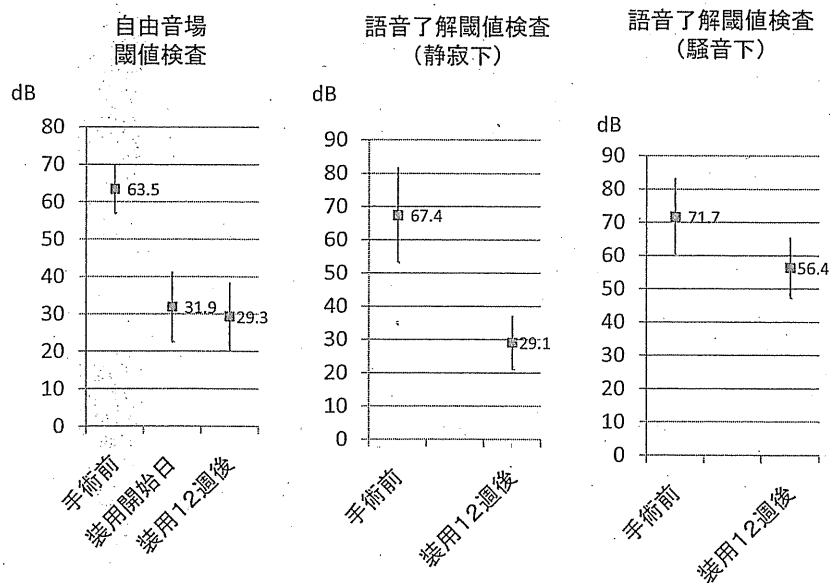 自由音場
閾値検査
dB
80
70
60
50
40
30
20
10
0
63.5
31.9
29.3
手術前
装用開始日
装用12週後
語音了解閾値検査
(静寂下)
dB
90
80
70
60
50
40
30
20
10
0
67.4
29.1
手術前
装用12週後
語音了解閾値検査
(騒音下)
dB
90
80
70
60
50
40
30
20
10
0
71.7
56.4
手術前
装用12週後